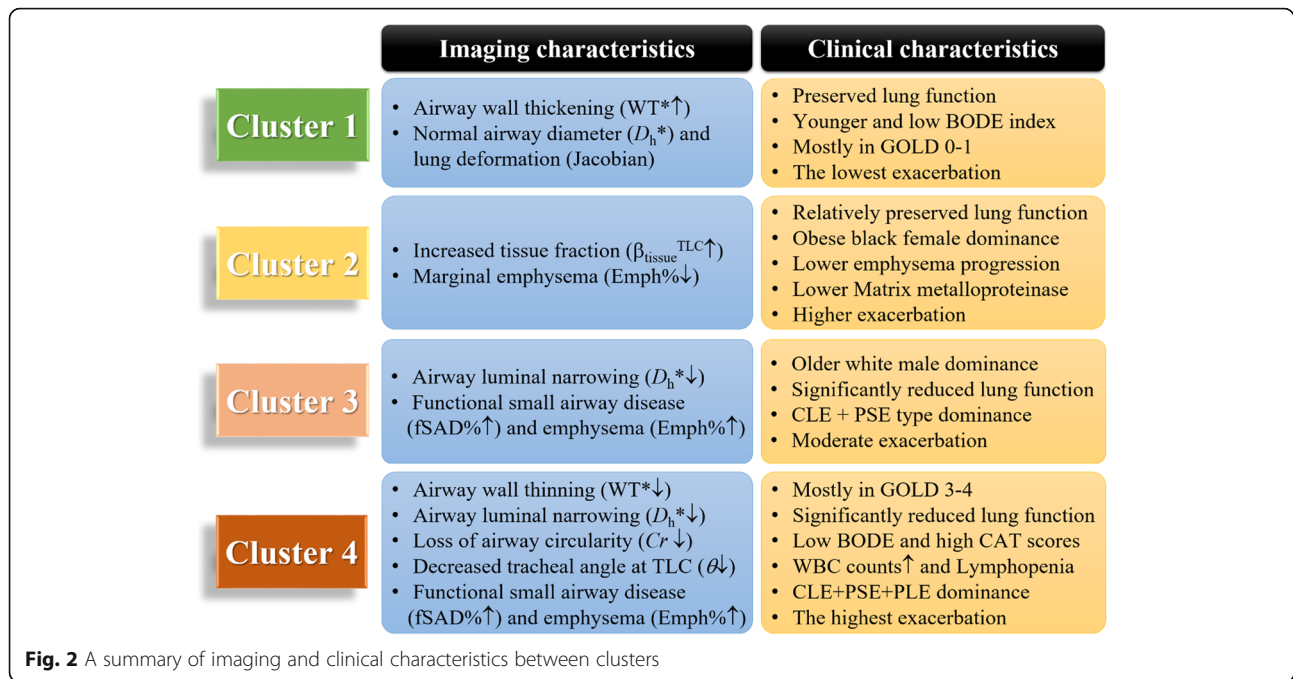 Imaging characteristics
Clinical characteristics
Cluster 1
• Airway wall thickening (WT*↑)
• Normal airway diameter (Dh*) and
lung deformation (Jacobian)
• Preserved lung function
• Younger and low BODE index
• Mostly in GOLD 0-1
• The lowest exacerbation
Cluster 2
• Increased tissue fraction (βtissue^TLC↑)
• Marginal emphysema (Emph%↓)
• Relatively preserved lung function
• Obese black female dominance
• Lower emphysema progression
• Lower Matrix metalloproteinase
• Higher exacerbation
Cluster 3
• Airway luminal narrowing (Dh*↓)
• Functional small airway disease
(fSAD%↑) and emphysema (Emph%↑)
• Older white male dominance
• Significantly reduced lung function
• CLE + PSE type dominance
• Moderate exacerbation
Cluster 4
• Airway wall thinning (WT*↓)
• Airway luminal narrowing (Dh*↓)
• Loss of airway circularity (Cr ↓)
• Decreased tracheal angle at TLC (θ↓)
• Functional small airway disease
(fSAD%↑) and emphysema (Emph%↑)
• Mostly in GOLD 3-4
• Significantly reduced lung function
• Low BODE and high CAT scores
• WBC counts↑ and Lymphopenia
• CLE+PSE+PLE dominance
• The highest exacerbation
Fig. 2 A summary of imaging and clinical characteristics between clusters